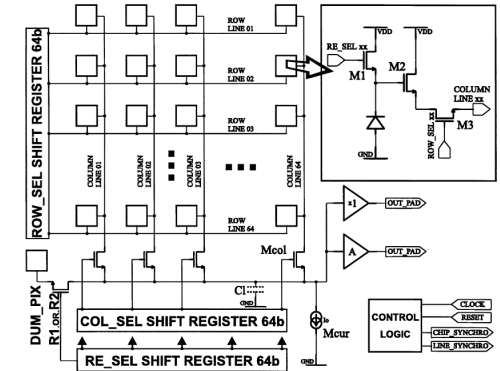 ROW_SEL SHIFT REGISTER 64b
ROW
LINE 01
ROW
LINE 02
ROW
LINE 03
ROW
LINE 64
COLUMN
LINE 01
COLUMN
LINE 02
COLUMN
LINE 03
COLUMN
LINE 64
VDD
VDD
RE_SEL xx
M1
M2
COLUMN
LINE xx
M3
ROW_SEL xx
GND
x1
OUT_PAD
A
OUT_PAD
Mcol
DUM_PIX
R1.OR.R2
Cl
GND
COL_SEL SHIFT REGISTER 64b
RE_SEL SHIFT REGISTER 64b
Io
Mcur
GND
CONTROL
LOGIC
CLOCK
RESET
CHIP_SYNCHRO
LINE_SYNCHRO